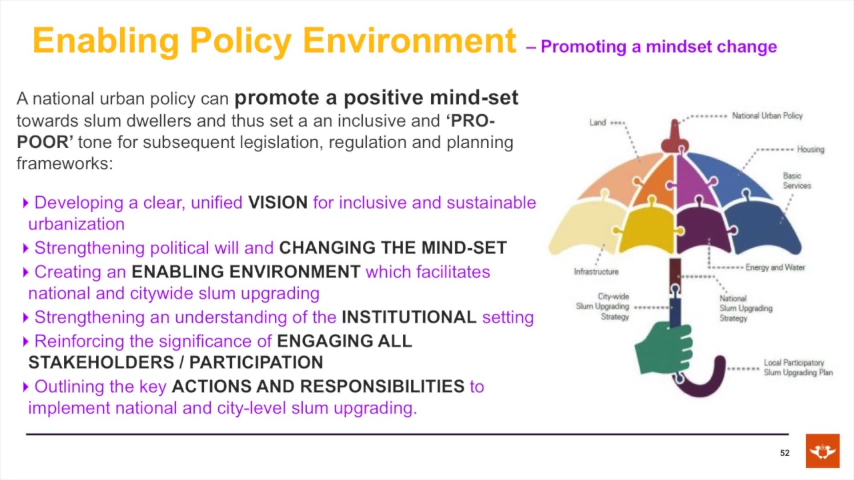 Enabling Policy Environment – Promoting a mindset change
A national urban policy can promote a positive mind-set
towards slum dwellers and thus set a an inclusive and ‘PRO-
POOR’ tone for subsequent legislation, regulation and planning
frameworks:
Developing a clear, unified VISION for inclusive and sustainable
urbanization
Strengthening political will and CHANGING THE MIND-SET
Creating an ENABLING ENVIRONMENT which facilitates
national and citywide slum upgrading
Strengthening an understanding of the INSTITUTIONAL setting
Reinforcing the significance of ENGAGING ALL
STAKEHOLDERS / PARTICIPATION
Outlining the key ACTIONS AND RESPONSIBILITIES to
implement national and city-level slum upgrading.
National Urban Policy
Land
Housing
Basic
Services
Infrastructure
Energy and Water
City-wide
Slum Upgrading
Strategy
National
Slum Upgrading
Strategy
Local Participatory
Slum Upgrading Plan
52